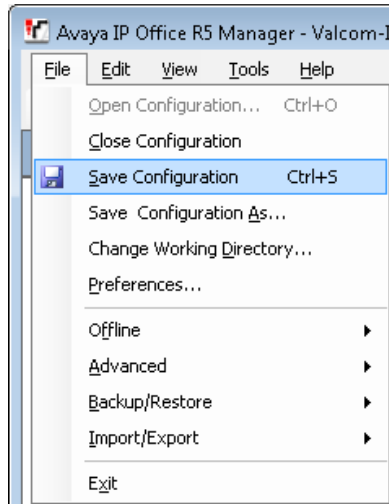 Avaya IP Office R5 Manager - Valcom-
File Edit View Tools Help
Open Configuration... Ctrl+O
Close Configuration
Save Configuration Ctrl+S
Save Configuration As...
Change Working Directory...
Preferences...
Offline
Advanced
Backup/Restore
Import/Export
Exit